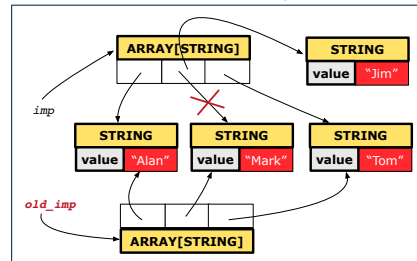 ARRAY[STRING]
STRING
value "Jim"
imp
STRING
value "Alan"
STRING
value "Mark"
STRING
value "Tom"
old_imp
ARRAY[STRING]